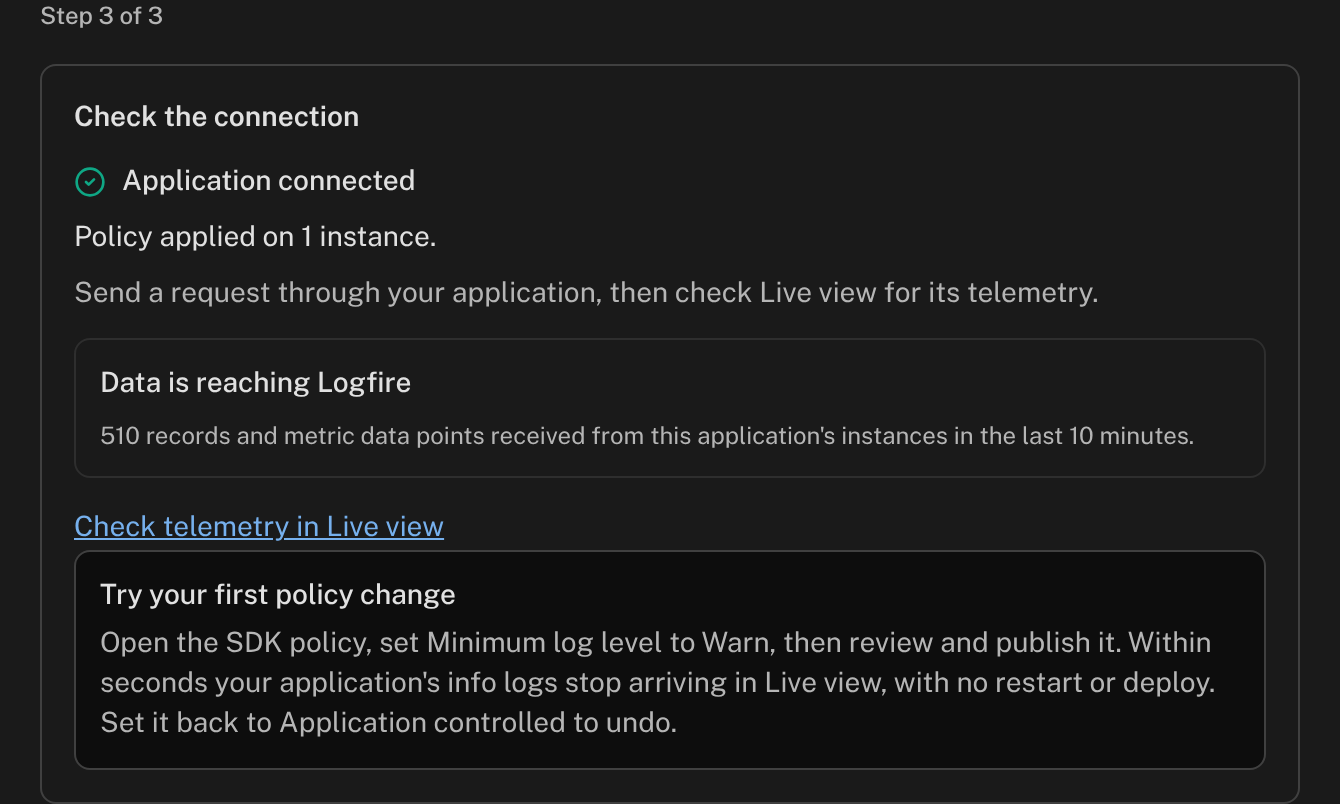 Step 3 of 3
Check the connection
Application connected
Policy applied on 1 instance.
Send a request through your application, then check Live view for its telemetry.
Data is reaching Logfire
510 records and metric data points received from this application's instances in the last 10 minutes.
Check telemetry in Live view
Try your first policy change
Open the SDK policy, set Minimum log level to Warn, then review and publish it. Within
seconds your application's info logs stop arriving in Live view, with no restart or deploy.
Set it back to Application controlled to undo.